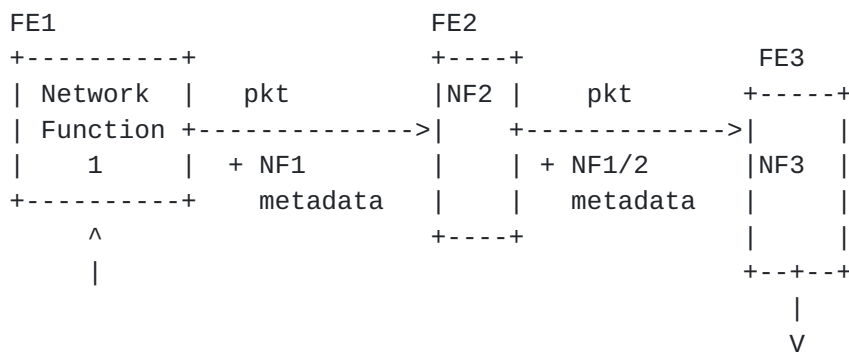 FE1                        FE2
+----------+               +----+               FE3
| Network  |   pkt         |NF2 |    pkt     +-----+
| Function +-------------->|    +------------->|     |
|    1     |  + NF1        |    | + NF1/2      |NF3  |
+----------+    metadata   |    |   metadata   |     |
     ^                     +----+              |     |
     |                                         +--+--+
                                                  |
                                                  V